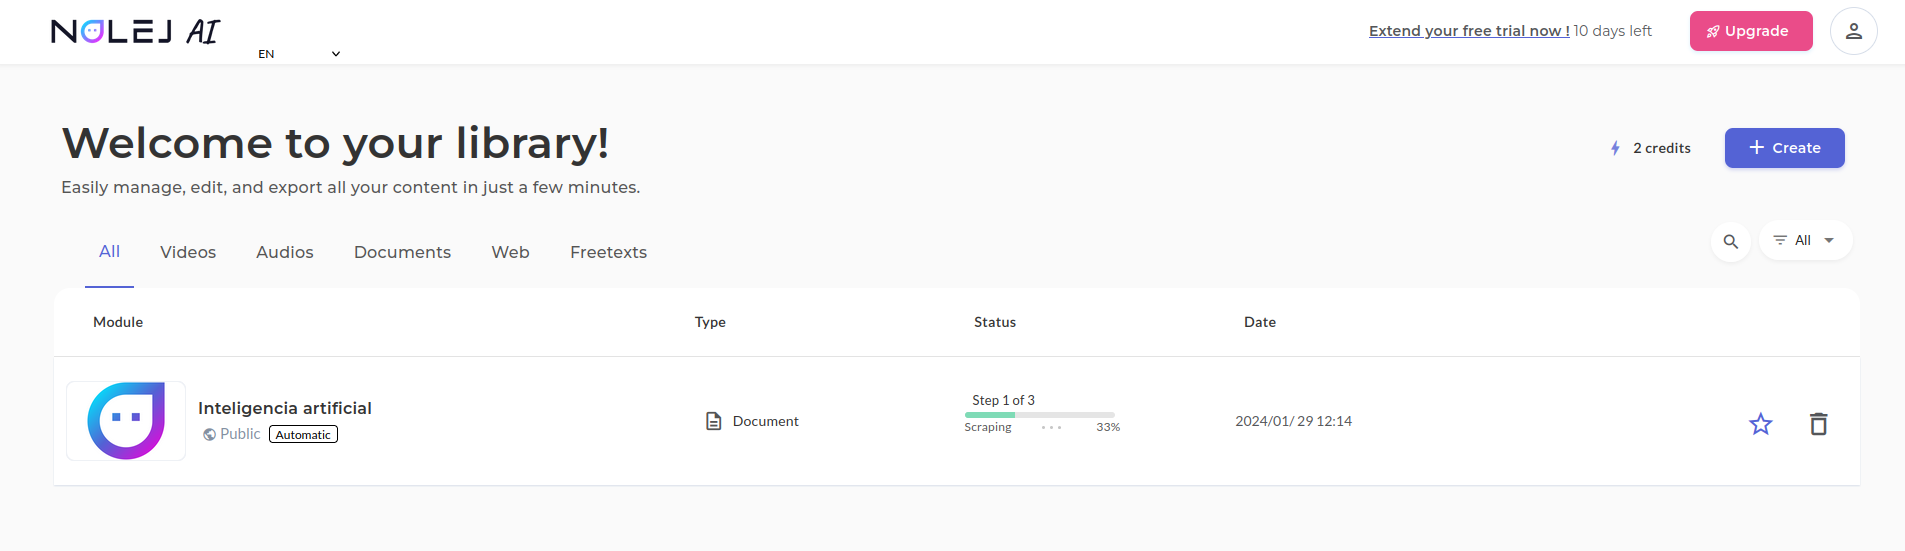 NOLEJ AI
EN
Extend your free trial now ! 10 days left
Upgrade
Welcome to your library!
Easily manage, edit, and export all your content in just a few minutes.
2 credits
Create
All Videos Audios Documents Web Freetexts
All
Module Type Status Date
Inteligencia artificial
Public Automatic
Document
Step 1 of 3
Scraping 33%
2024/01/ 29 12:14